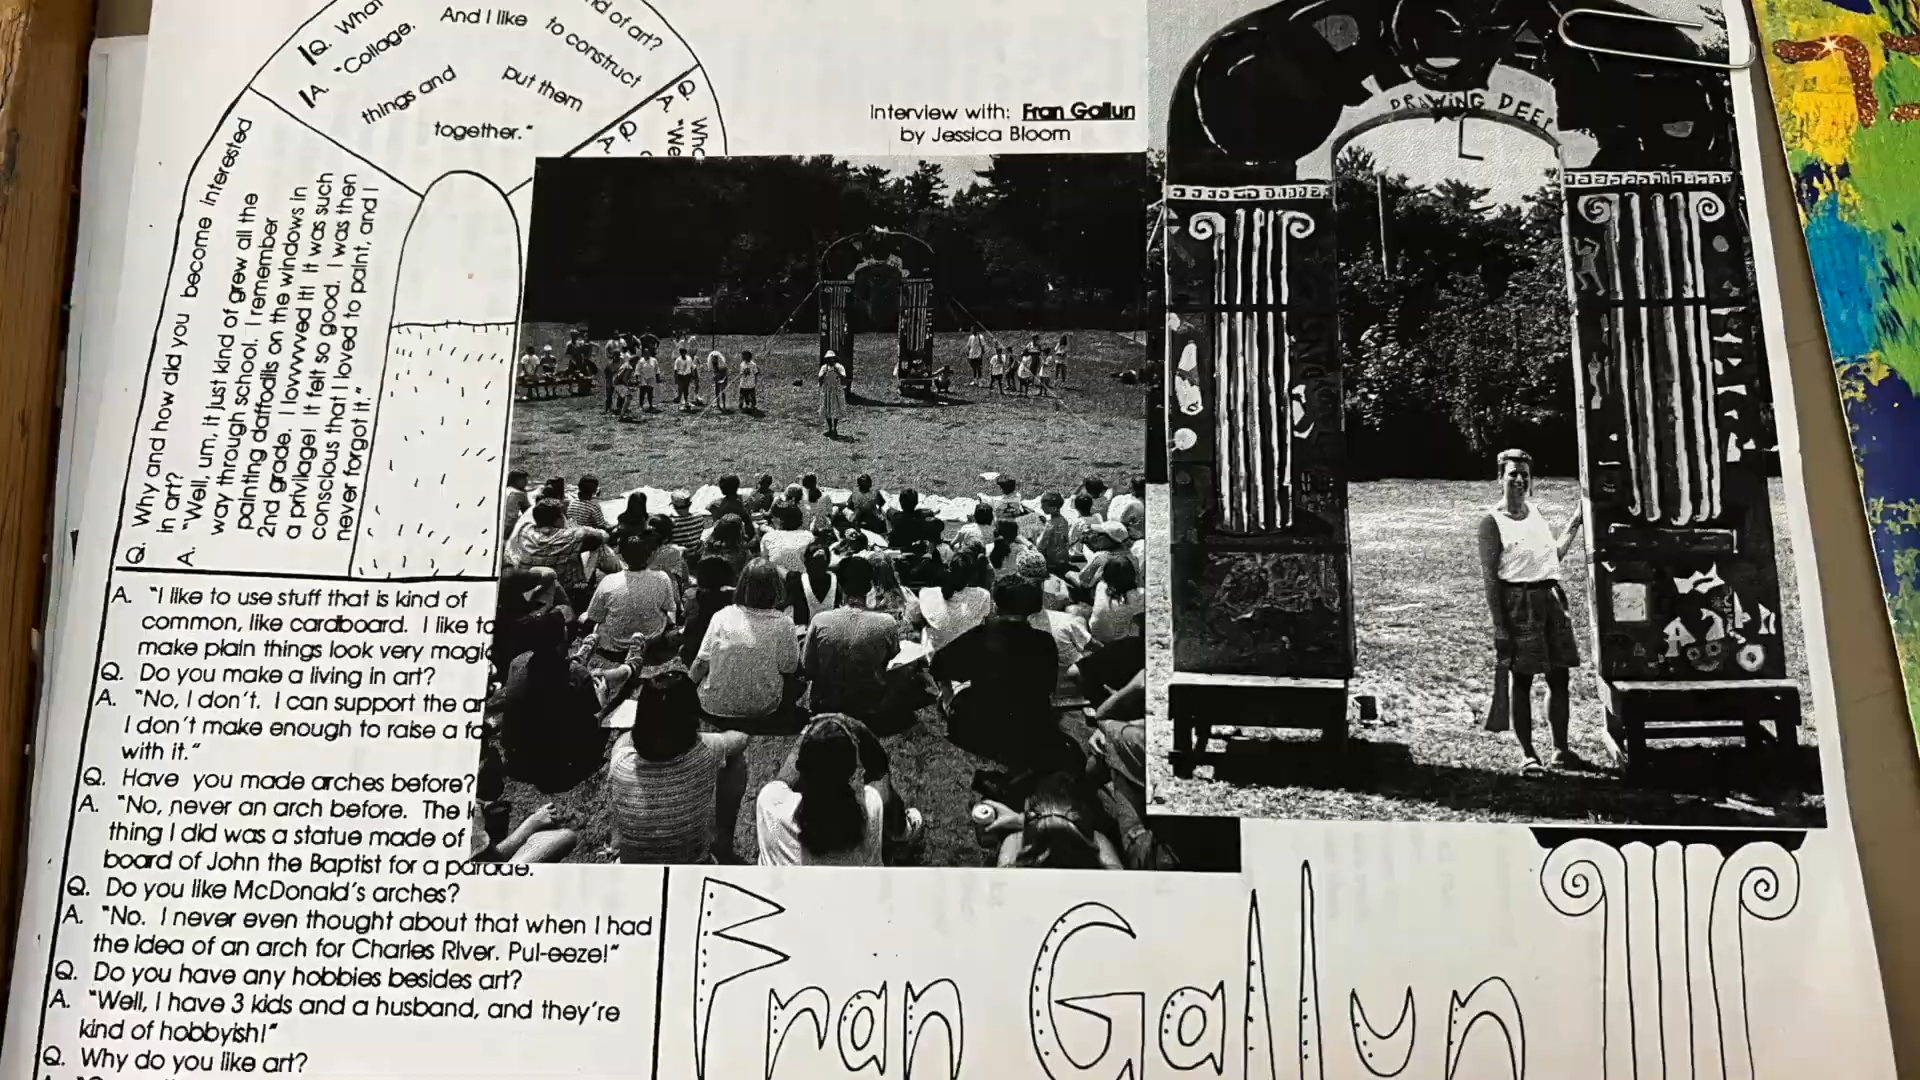 Q. What
nd of art?
A. "Collage.
And I like
to construct
things and
put them
together."
Q.
A.
Q. Who
A. "We
Interview with: Fran Gallun
by Jessica Bloom
DRAWING DEEP
Q. Why and how did you become interested
in art?
A. "Well, um, it just kind of grew all the
way through school. I remember
painting daffodils on the windows in
2nd grade. I lovvvved it! It was such
a privilage! It felt so good. I was then
conscious that I loved to paint, and I
never forgot it."
A. "I like to use stuff that is kind of
common, like cardboard. I like to
make plain things look very magic
Q. Do you make a living in art?
A. "No, I don't. I can support the ar
I don't make enough to raise a fa
with it."
Q. Have you made arches before?
A. "No, never an arch before. The
thing I did was a statue made of
board of John the Baptist for a parade.
Q. Do you like McDonald's arches?
A. "No. I never even thought about that when I had
the idea of an arch for Charles River. Pul-eeze!"
Q. Do you have any hobbies besides art?
A. "Well, I have 3 kids and a husband, and they're
kind of hobbyish!"
Q. Why do you like art?
Fran Gallun